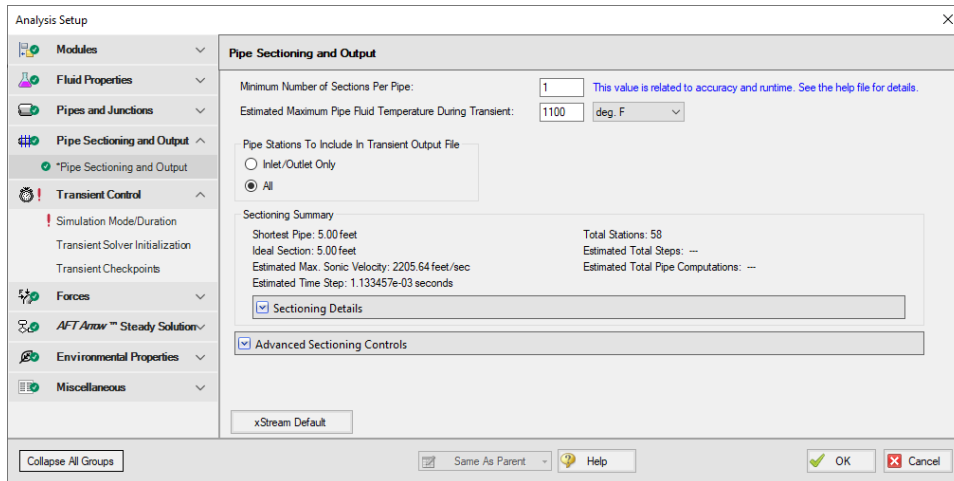 Analysis Setup
Modules
Fluid Properties
Pipes and Junctions
Pipe Sectioning and Output
*Pipe Sectioning and Output
Transient Control
Simulation Mode/Duration
Transient Solver Initialization
Transient Checkpoints
Forces
AFT Arrow ™ Steady Solution
Environmental Properties
Miscellaneous
Collapse All Groups
Pipe Sectioning and Output
Minimum Number of Sections Per Pipe: 1 This value is related to accuracy and runtime. See the help file for details.
Estimated Maximum Pipe Fluid Temperature During Transient: 1100 deg. F
Pipe Stations To Include In Transient Output File
Inlet/Outlet Only
All
Sectioning Summary
Shortest Pipe: 5.00 feet
Ideal Section: 5.00 feet
Estimated Max. Sonic Velocity: 2205.64 feet/sec
Estimated Time Step: 1.133457e-03 seconds
Total Stations: 58
Estimated Total Steps: ---
Estimated Total Pipe Computations: ---
Sectioning Details
Advanced Sectioning Controls
xStream Default
Same As Parent
Help
OK
Cancel